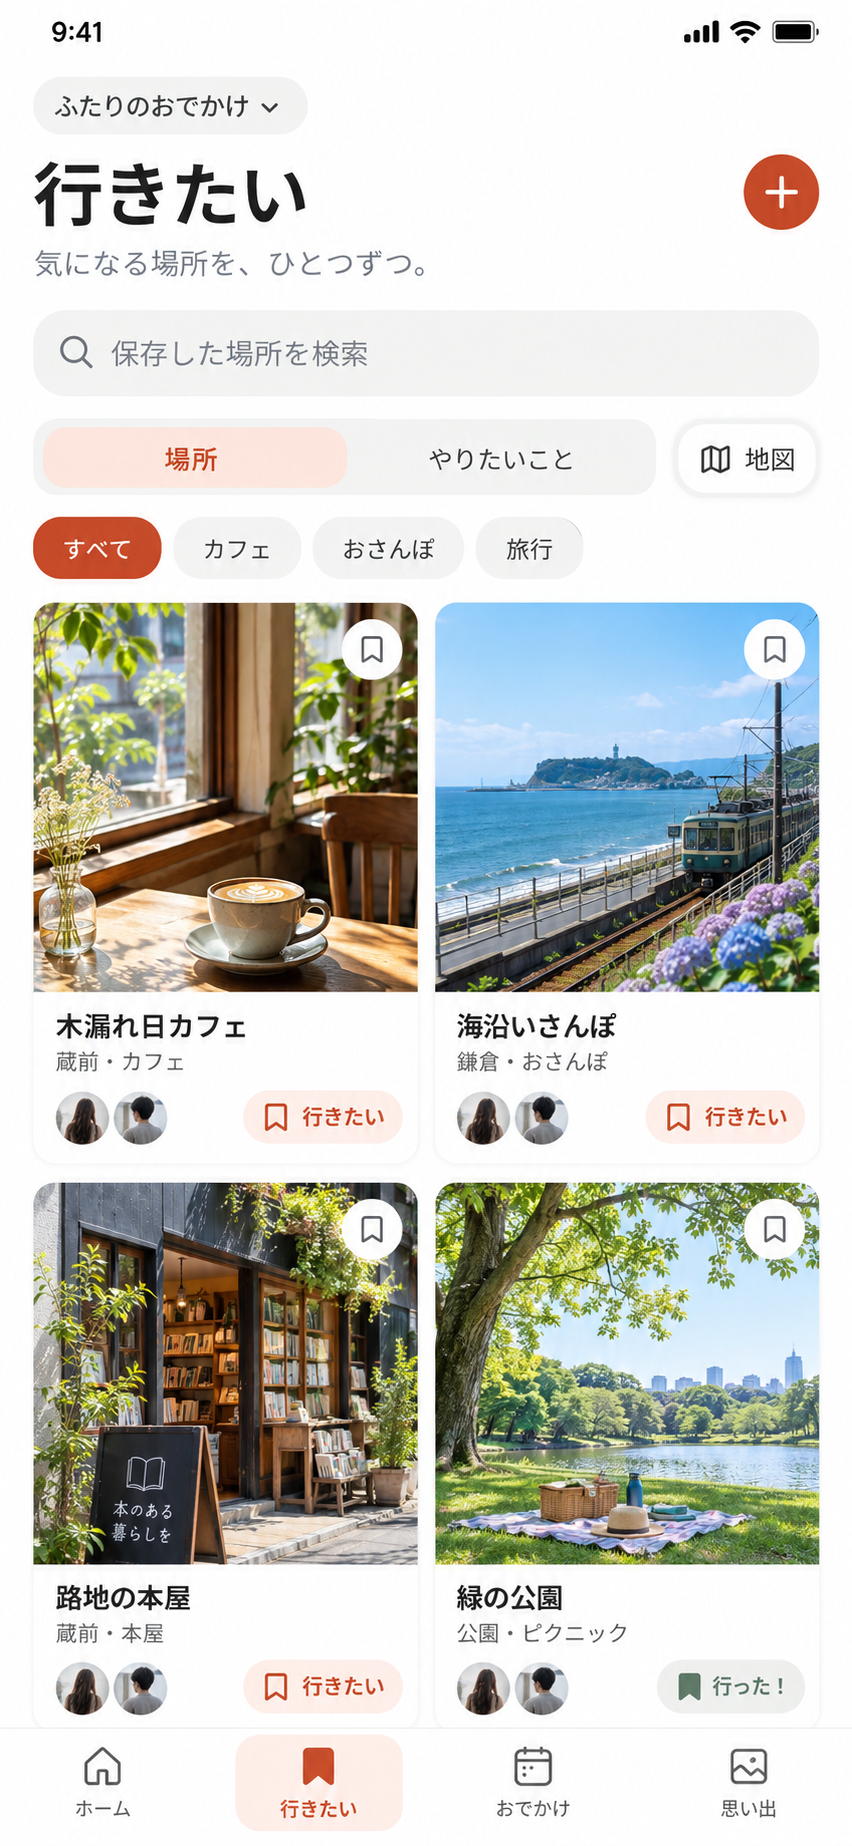 9:41
ふたりのおでかけ
行きたい
気になる場所を、ひとつずつ。
保存した場所を検索
場所
やりたいこと
地図
すべて
カフェ
おさんぽ
旅行
木漏れ日カフェ
蔵前・カフェ
行きたい
海沿いさんぽ
鎌倉・おさんぽ
行きたい
本のある
暮らしを
路地の本屋
蔵前・本屋
行きたい
緑の公園
公園・ピクニック
行った！
ホーム
行きたい
おでかけ
思い出